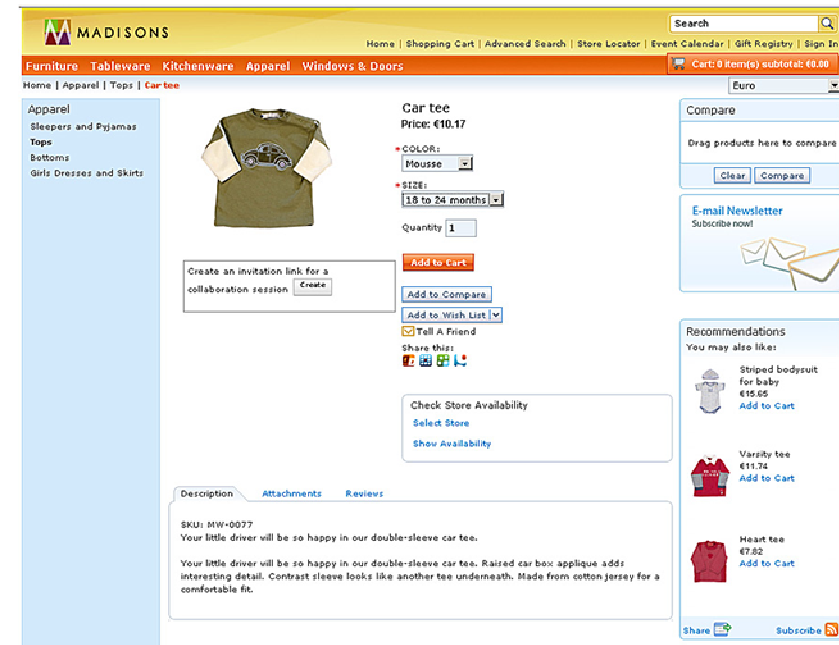 MADISONS
Search
Home | Shopping Cart | Advanced Search | Store Locator | Event Calendar | Gift Registry | Sign In
Furniture Tableware Kitchenware Apparel Windows & Doors
Cart: 0 item(s) subtotal: €0.00
Home | Apparel | Tops | Car tee
Euro
Apparel
Sleepers and Pyjamas
Tops
Bottoms
Girls Dresses and Skirts
Car tee
Price: €10.17
*COLOR:
Mousse
*SIZE:
18 to 24 months
Quantity 1
Add to Cart
Create an invitation link for a
collaboration session Create
Add to Compare
Add to Wish List
Tell A Friend
Share this:
Check Store Availability
Select Store
Show Availability
Description Attachments Reviews
SKU: MW-0077
Your little driver will be so happy in our double-sleeve car tee.
Your little driver will be so happy in our double-sleeve car tee. Raised car box applique adds
interesting detail. Contrast sleeve looks like another tee underneath. Made from cotton jersey for a
comfortable fit.
Compare
Drag products here to compare
Clear Compare
E-mail Newsletter
Subscribe now!
Recommendations
You may also like:
Striped bodysuit
for baby
€15.65
Add to Cart
Varsity tee
€11.74
Add to Cart
Heart tee
€7.82
Add to Cart
Share Subscribe